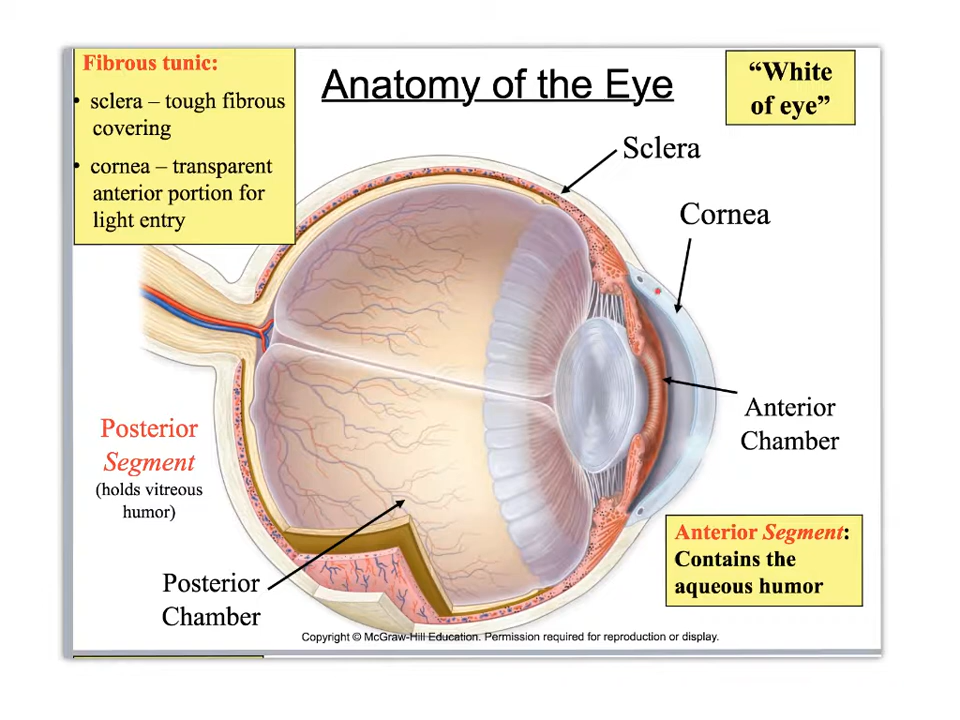 Fibrous tunic:
• sclera – tough fibrous
covering
• cornea – transparent
anterior portion for
light entry
Anatomy of the Eye
“White
of eye”
Sclera
Cornea
Anterior
Chamber
Posterior
Segment
(holds vitreous
humor)
Posterior
Chamber
Anterior Segment:
Contains the
aqueous humor
Copyright © McGraw-Hill Education. Permission required for reproduction or display.